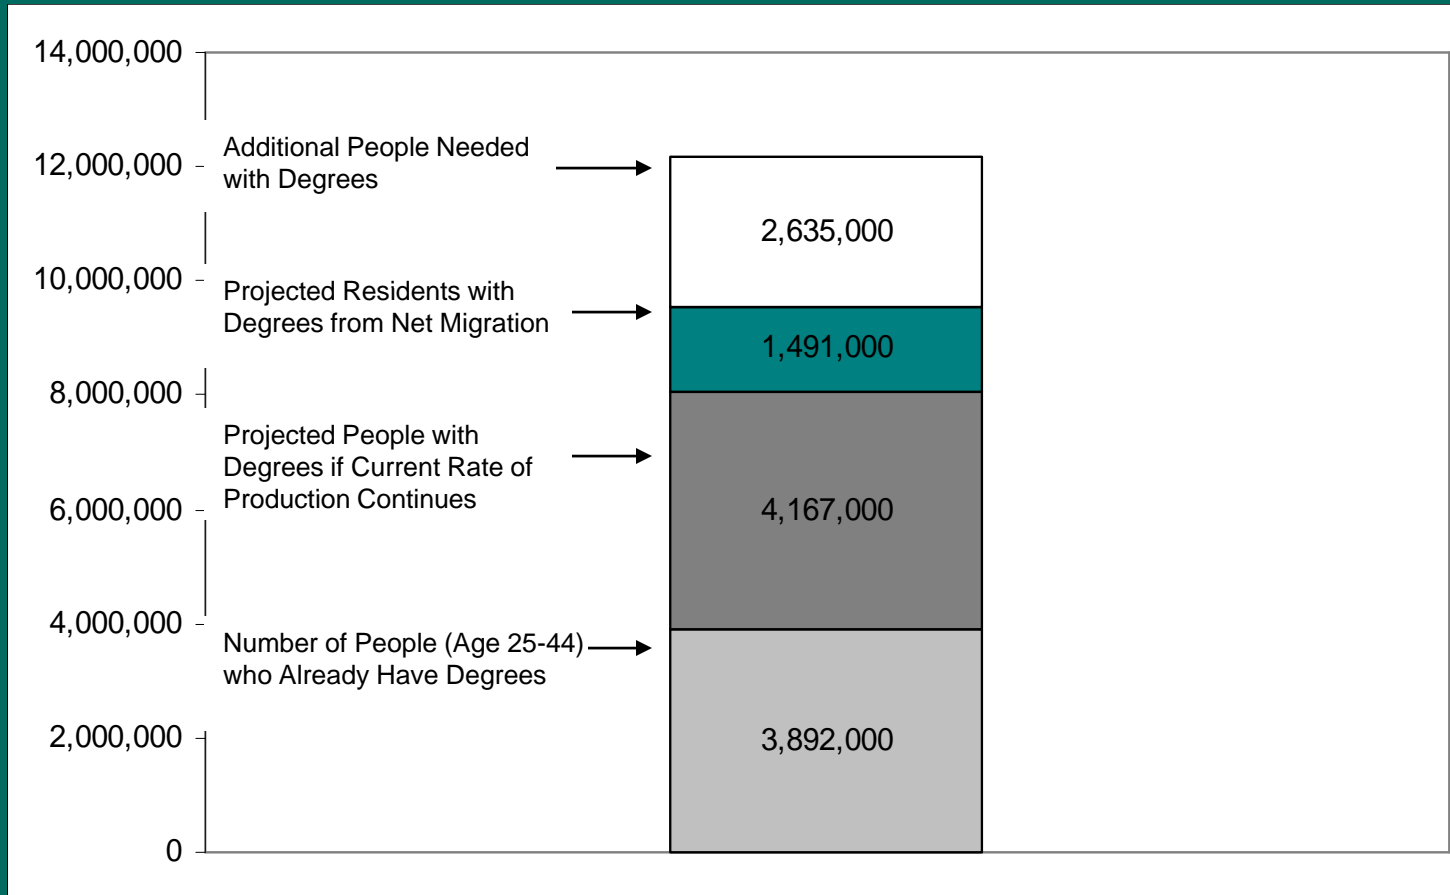 14,000,000
12,000,000
10,000,000
8,000,000
6,000,000
4,000,000
2,000,000
0
Additional People Needed
with Degrees
Projected Residents with
Degrees from Net Migration
Projected People with
Degrees if Current Rate of
Production Continues
Number of People (Age 25-44)
who Already Have Degrees
2,635,000
1,491,000
4,167,000
3,892,000